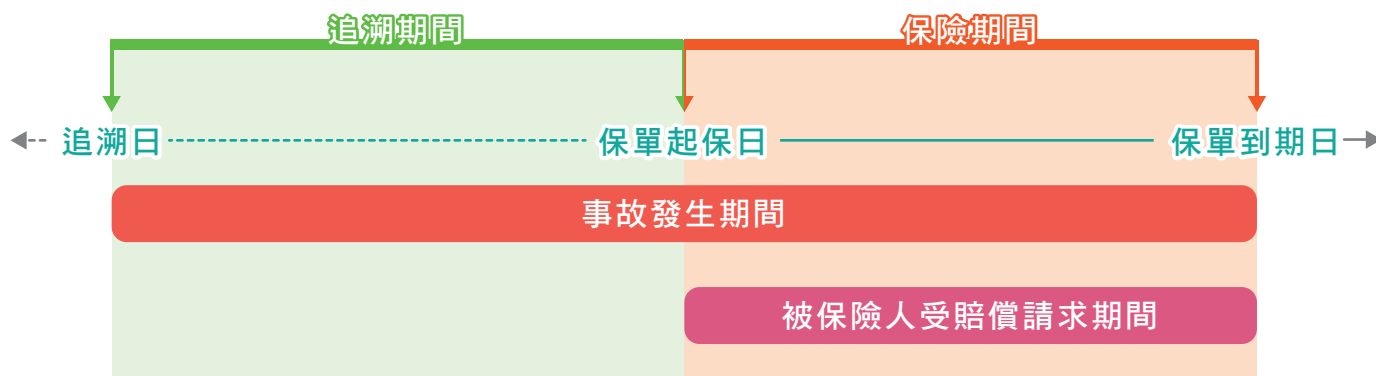 追溯期間
保險期間
追溯日
保單起保日
保單到期日
事故發生期間
被保險人受賠償請求期間